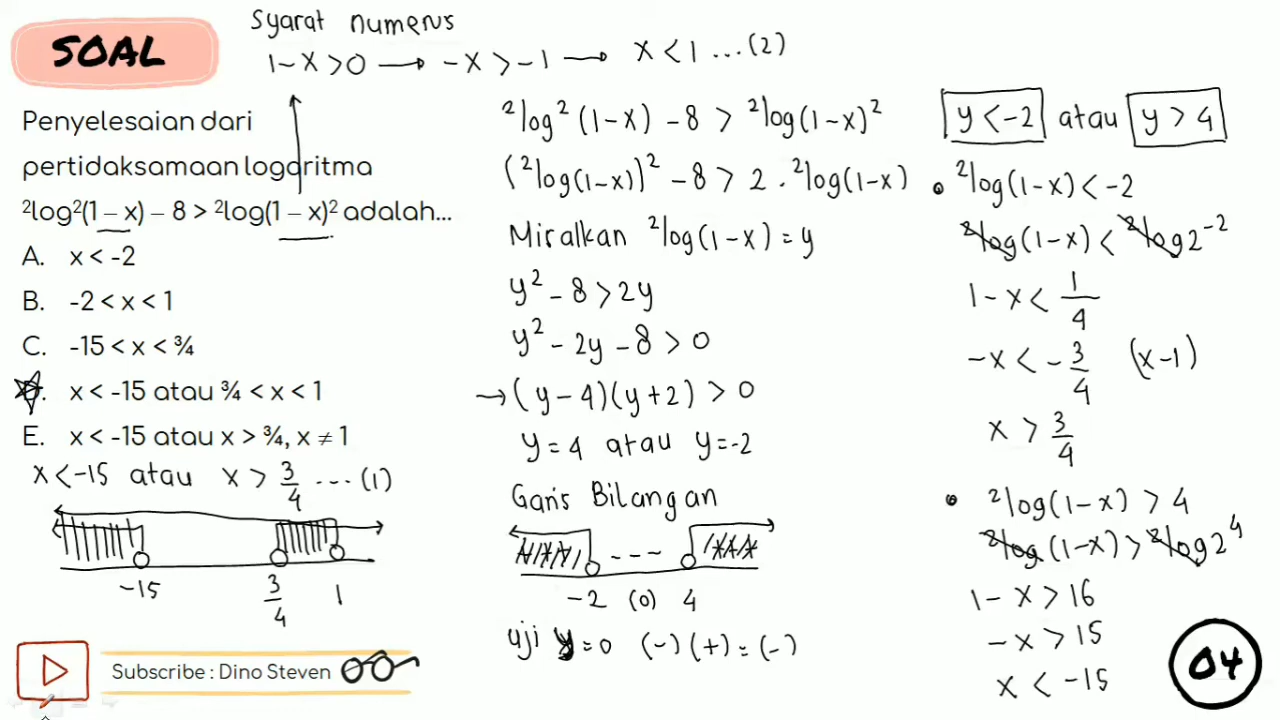 SOAL
Syarat numerus
1-x>0 → -x>-1 → x<1 ...(2)
Penyelesaian dari
pertidaksamaan logaritma
²log²(1 – x) – 8 > ²log(1 – x)² adalah...
A. x < -2
B. -2 < x < 1
C. -15 < x < ¾
D. x < -15 atau ¾ < x < 1
E. x < -15 atau x > ¾, x ≠ 1
x<-15 atau x > 3/4 ...(1)
-15 3/4 1
Subscribe : Dino Steven
²log²(1-x) -8 > ²log(1-x)²
(²log(1-x))² -8 > 2 . ²log(1-x)
Misalkan ²log(1-x) = y
y² - 8 > 2y
y² - 2y - 8 > 0
→ (y-4)(y+2) > 0
y=4 atau y=-2
Garis Bilangan
---
-2 (0) 4
uji y=0 (-)(+) = (-)
y<-2 atau y>4
• ²log(1-x) < -2
²log(1-x) < ²log2⁻²
1-x < 1/4
-x < -3/4 (x-1)
x > 3/4
• ²log(1-x) > 4
²log(1-x) > ²log2⁴
1-x > 16
-x > 15
x < -15
04